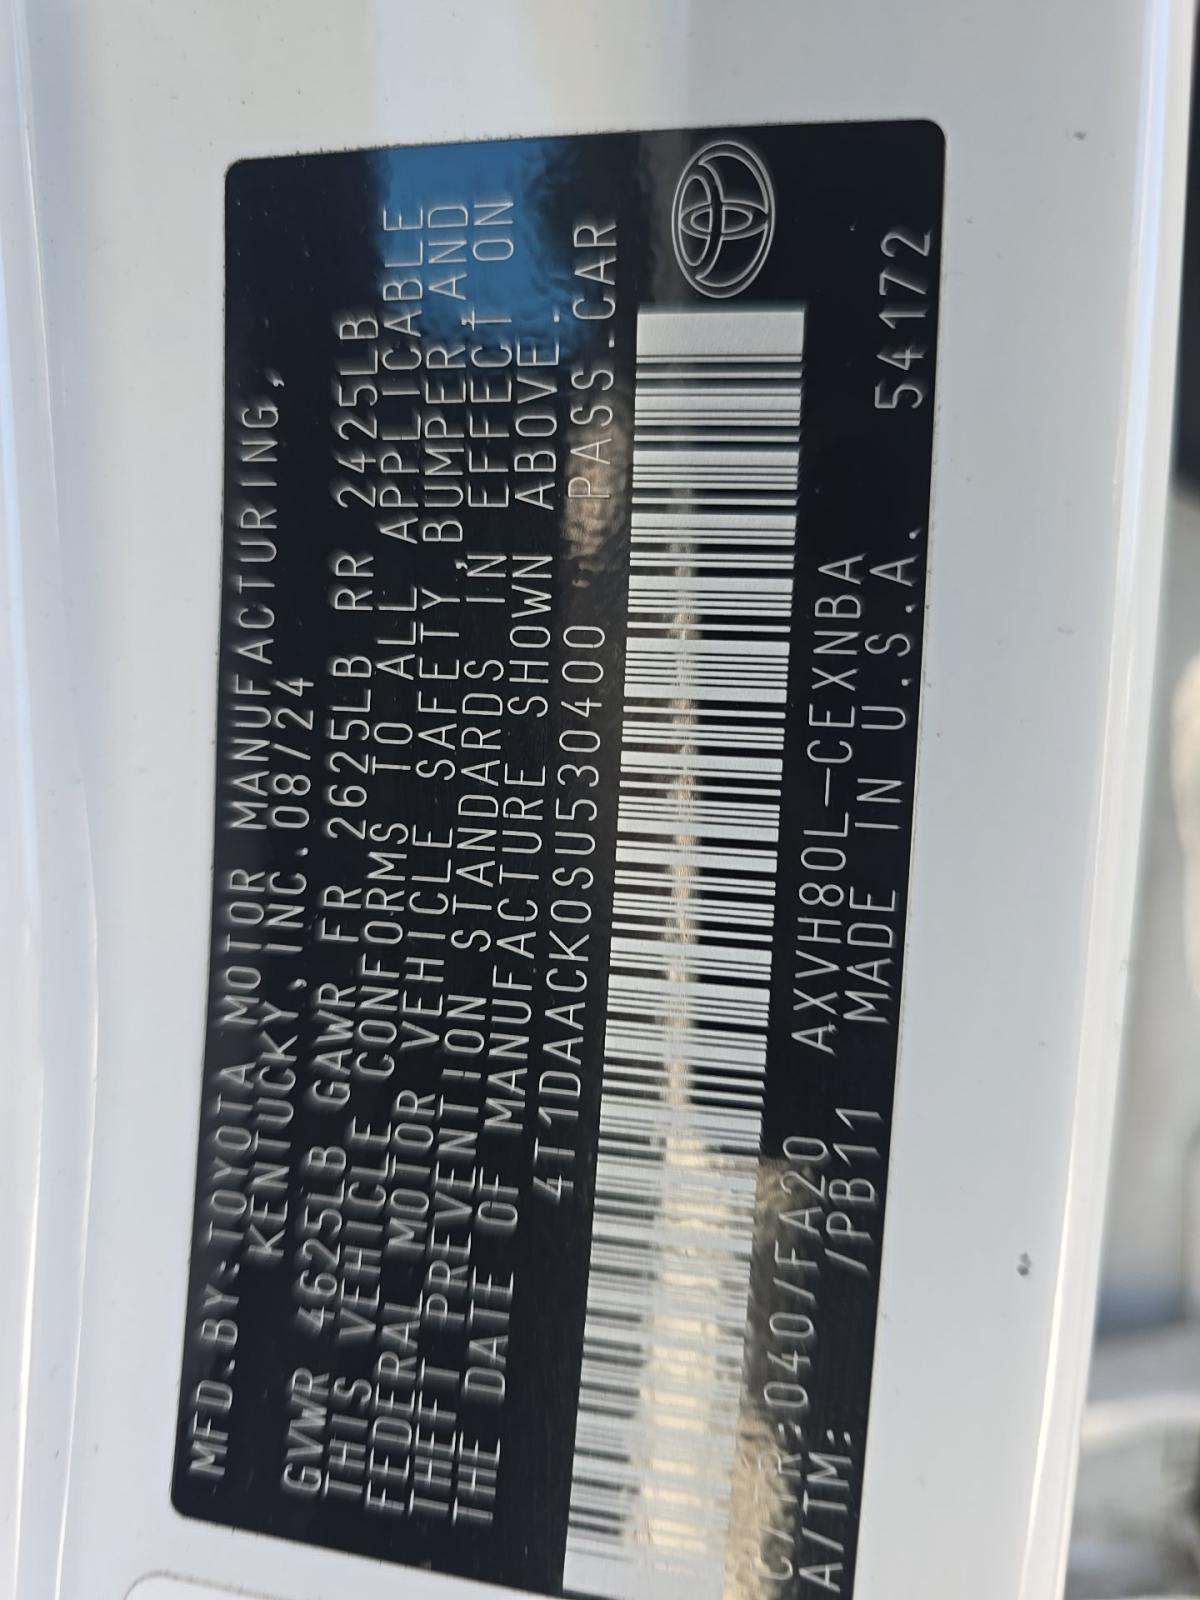 MFD.BY:TOYOTA MOTOR MANUFACTURING,
KENTUCKY, INC. 08/24
GVWR 4625LB GAWR FR 2625LB RR 2425LB
THIS VEHICLE CONFORMS TO ALL APPLICABLE
FEDERAL MOTOR VEHICLE SAFETY, BUMPER AND
THEFT PREVENTION STANDARDS IN EFFECT ON
THE DATE OF MANUFACTURE SHOWN ABOVE.
4T1DAACK0SU530400 PASS.CAR
C/TR:040/FA20 AXVH80L-CEXNBA
A/TM: /PB11 MADE IN U.S.A. 54172